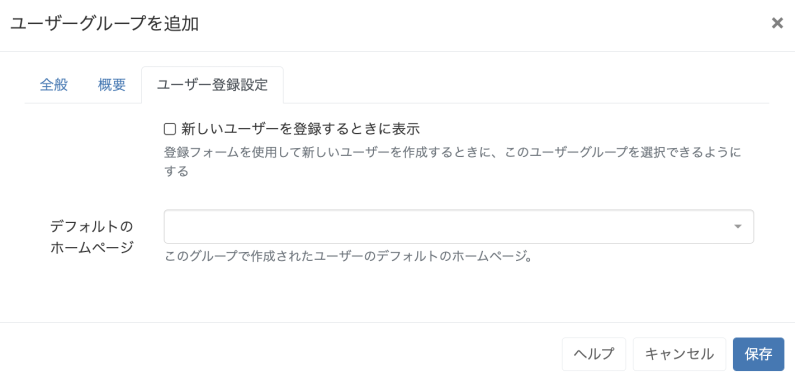 ユーザーグループを追加
全般 概要 ユーザー登録設定
新しいユーザーを登録するときに表示
登録フォームを使用して新しいユーザーを作成するときに、このユーザーグループを選択できるように
する
デフォルトの
ホームページ
このグループで作成されたユーザーのデフォルトのホームページ。
ヘルプ キャンセル 保存